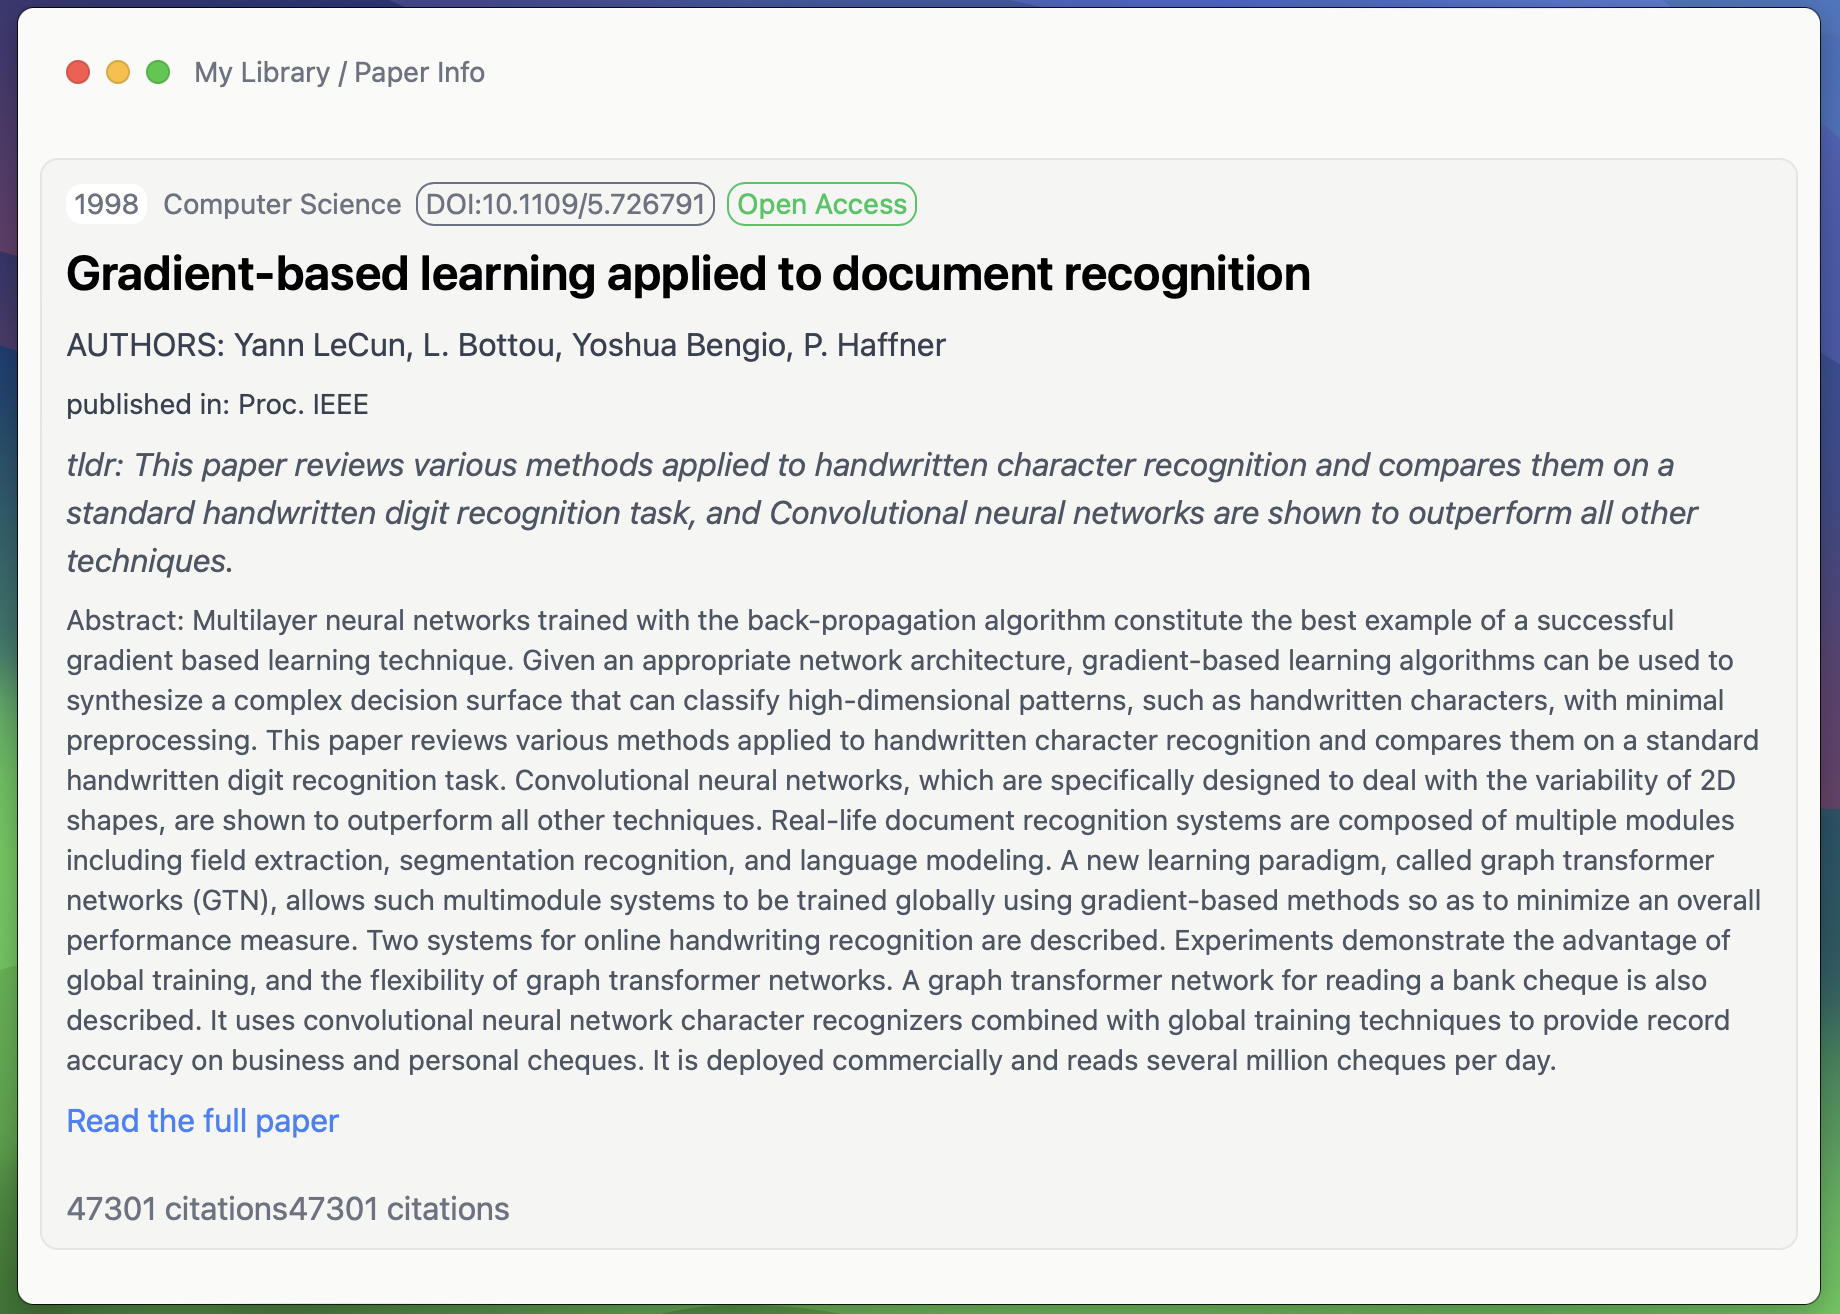 My Library / Paper Info
1998 Computer Science DOI:10.1109/5.726791 Open Access
Gradient-based learning applied to document recognition
AUTHORS: Yann LeCun, L. Bottou, Yoshua Bengio, P. Haffner
published in: Proc. IEEE
tldr: This paper reviews various methods applied to handwritten character recognition and compares them on a
standard handwritten digit recognition task, and Convolutional neural networks are shown to outperform all other
techniques.
Abstract: Multilayer neural networks trained with the back-propagation algorithm constitute the best example of a successful
gradient based learning technique. Given an appropriate network architecture, gradient-based learning algorithms can be used to
synthesize a complex decision surface that can classify high-dimensional patterns, such as handwritten characters, with minimal
preprocessing. This paper reviews various methods applied to handwritten character recognition and compares them on a standard
handwritten digit recognition task. Convolutional neural networks, which are specifically designed to deal with the variability of 2D
shapes, are shown to outperform all other techniques. Real-life document recognition systems are composed of multiple modules
including field extraction, segmentation recognition, and language modeling. A new learning paradigm, called graph transformer
networks (GTN), allows such multimodule systems to be trained globally using gradient-based methods so as to minimize an overall
performance measure. Two systems for online handwriting recognition are described. Experiments demonstrate the advantage of
global training, and the flexibility of graph transformer networks. A graph transformer network for reading a bank cheque is also
described. It uses convolutional neural network character recognizers combined with global training techniques to provide record
accuracy on business and personal cheques. It is deployed commercially and reads several million cheques per day.
Read the full paper
47301 citations47301 citations